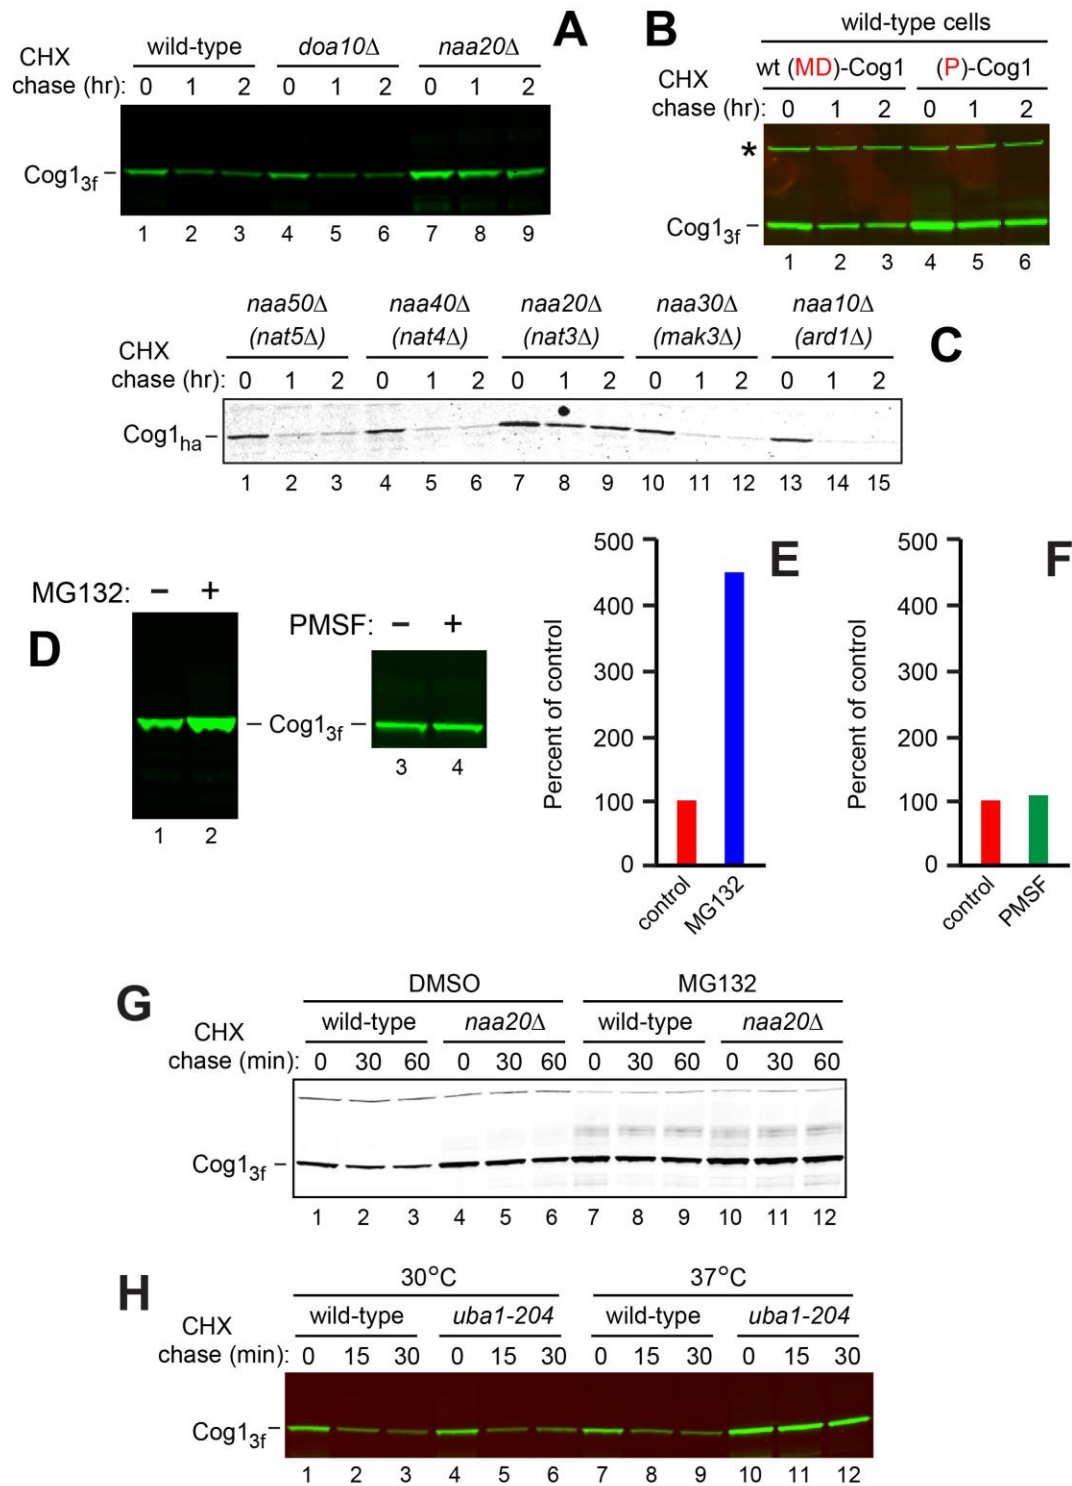 A
wild-type doa10Δ naa20Δ
CHX
chase (hr): 0 1 2 0 1 2 0 1 2
Cog13f
1 2 3 4 5 6 7 8 9
B
wild-type cells
CHX wt (MD)-Cog1 (P)-Cog1
chase (hr): 0 1 2 0 1 2
*
Cog13f
1 2 3 4 5 6
naa50Δ naa40Δ naa20Δ naa30Δ naa10Δ
(nat5Δ) (nat4Δ) (nat3Δ) (mak3Δ) (ard1Δ)
C
CHX
chase (hr): 0 1 2 0 1 2 0 1 2 0 1 2 0 1 2
Cog1ha
1 2 3 4 5 6 7 8 9 10 11 12 13 14 15
D
MG132: − +
PMSF: − +
Cog13f
1 2
3 4
E
Percent of control
500
400
300
200
100
0
control MG132
F
Percent of control
500
400
300
200
100
0
control PMSF
G
DMSO MG132
wild-type naa20Δ wild-type naa20Δ
CHX
chase (min): 0 30 60 0 30 60 0 30 60 0 30 60
Cog13f
1 2 3 4 5 6 7 8 9 10 11 12
H
30°C 37°C
wild-type uba1-204 wild-type uba1-204
CHX
chase (min): 0 15 30 0 15 30 0 15 30 0 15 30
Cog13f
1 2 3 4 5 6 7 8 9 10 11 12